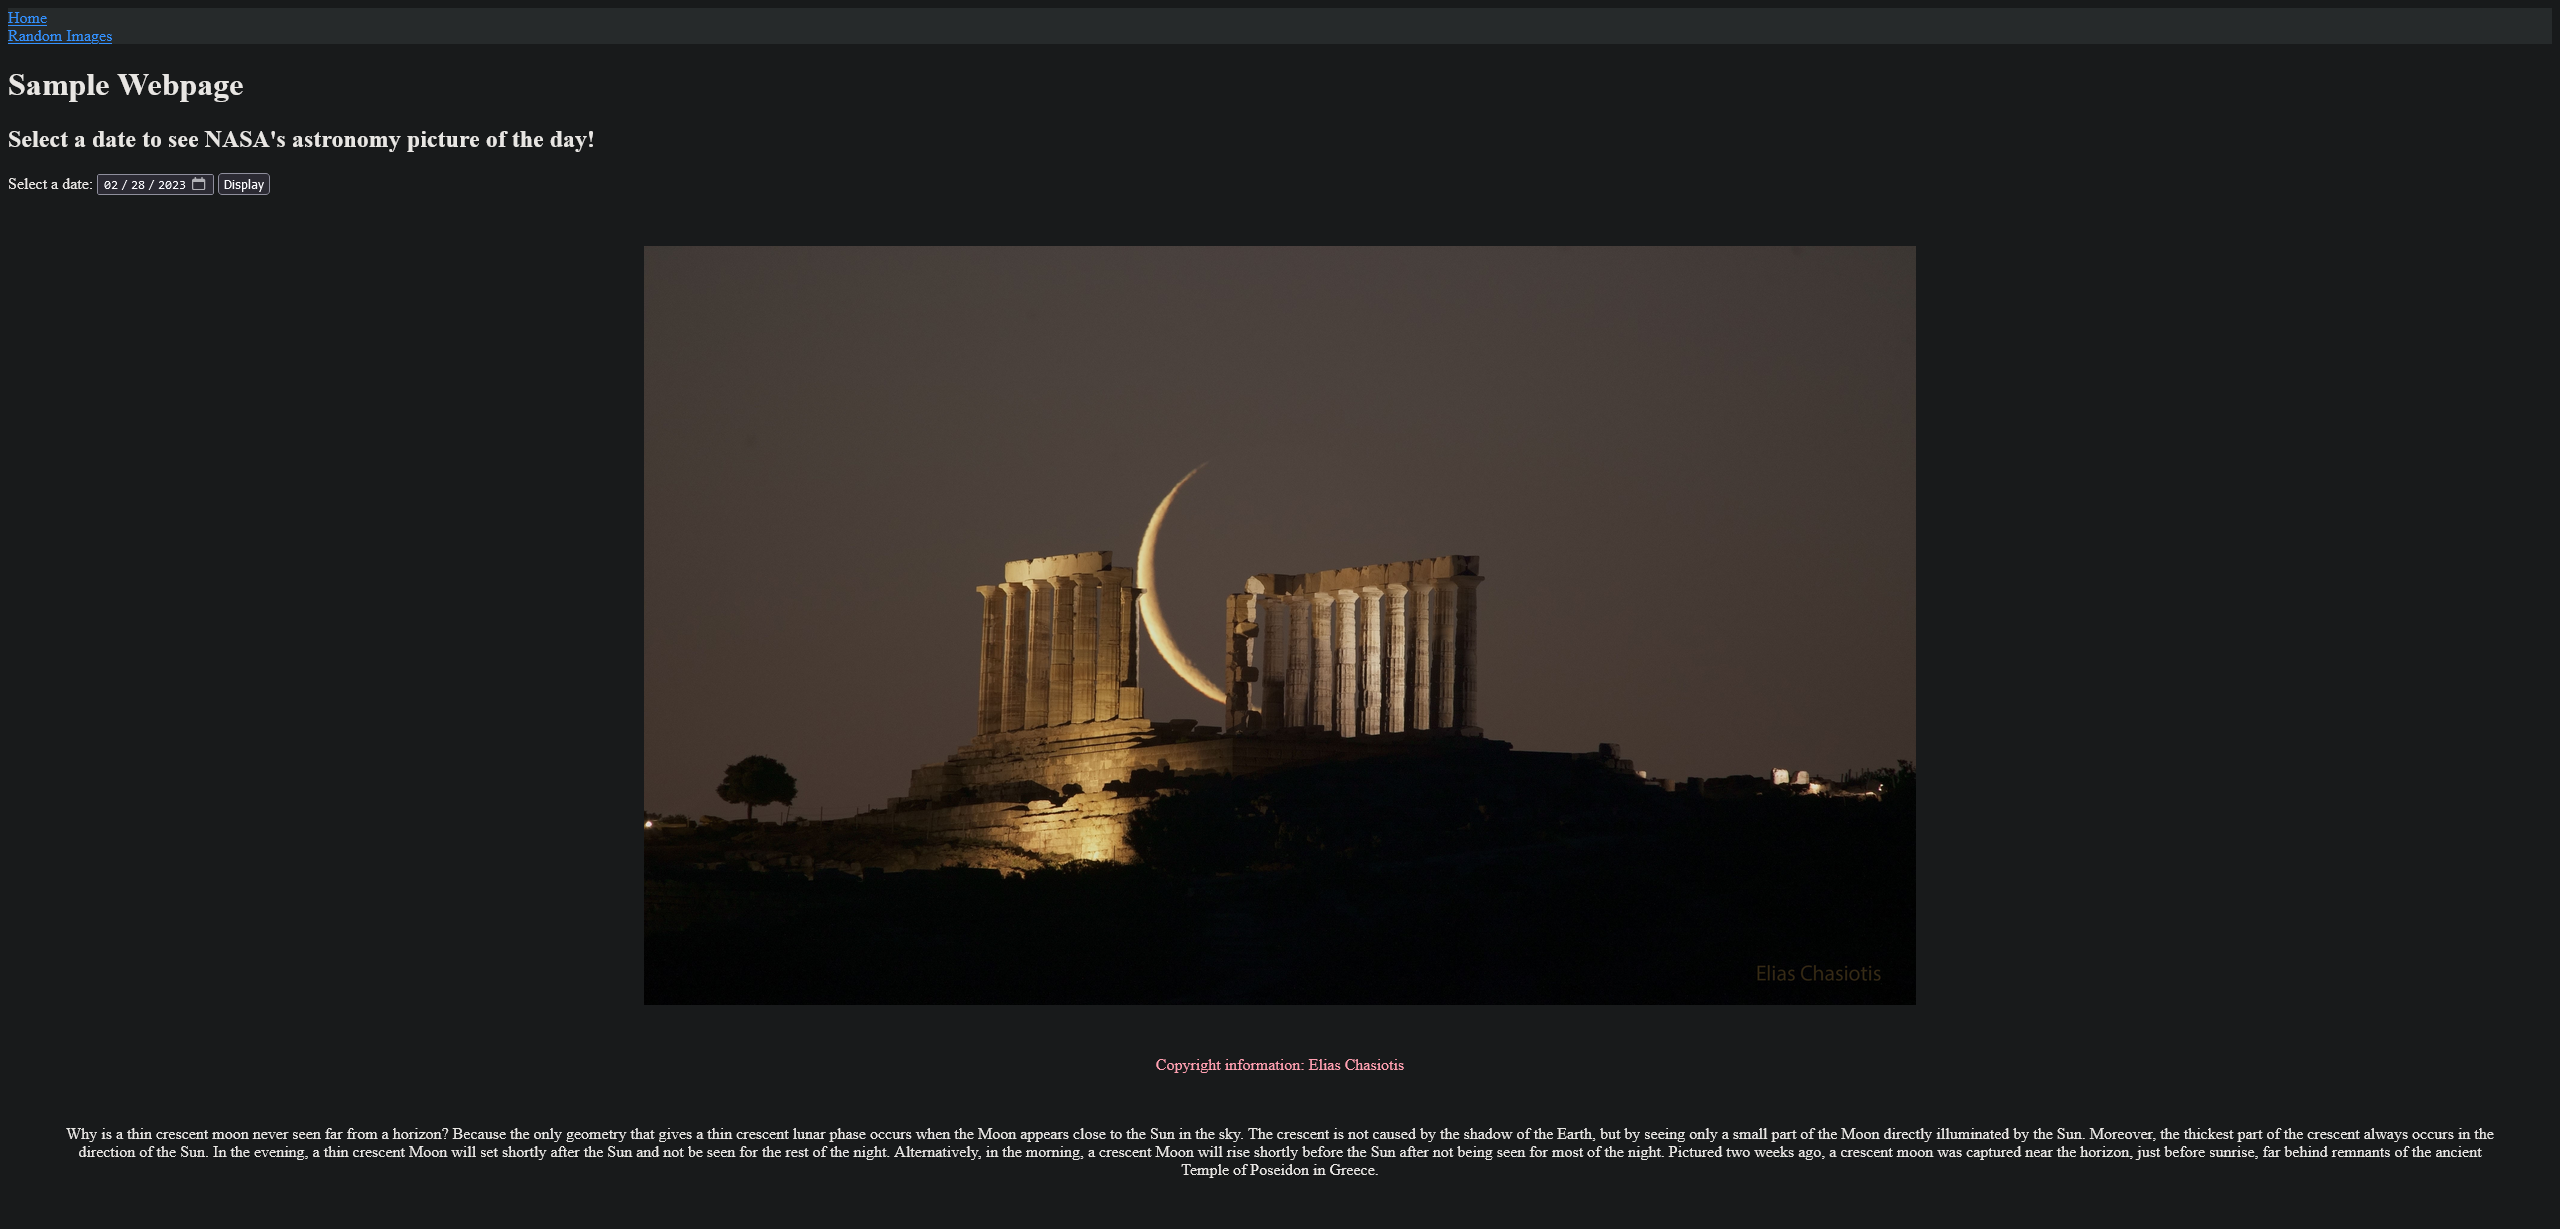 Home
Random Images
Sample Webpage
Select a date to see NASA's astronomy picture of the day!
Select a date: 02 / 28 / 2023 Display
Elias Chasiotis
Copyright information: Elias Chasiotis
Why is a thin crescent moon never seen far from a horizon? Because the only geometry that gives a thin crescent lunar phase occurs when the Moon appears close to the Sun in the sky. The crescent is not caused by the shadow of the Earth, but by seeing only a small part of the Moon directly illuminated by the Sun. Moreover, the thickest part of the crescent always occurs in the
direction of the Sun. In the evening, a thin crescent Moon will set shortly after the Sun and not be seen for the rest of the night. Alternatively, in the morning, a crescent Moon will rise shortly before the Sun after not being seen for most of the night. Pictured two weeks ago, a crescent moon was captured near the horizon, just before sunrise, far behind remnants of the ancient
Temple of Poseidon in Greece.